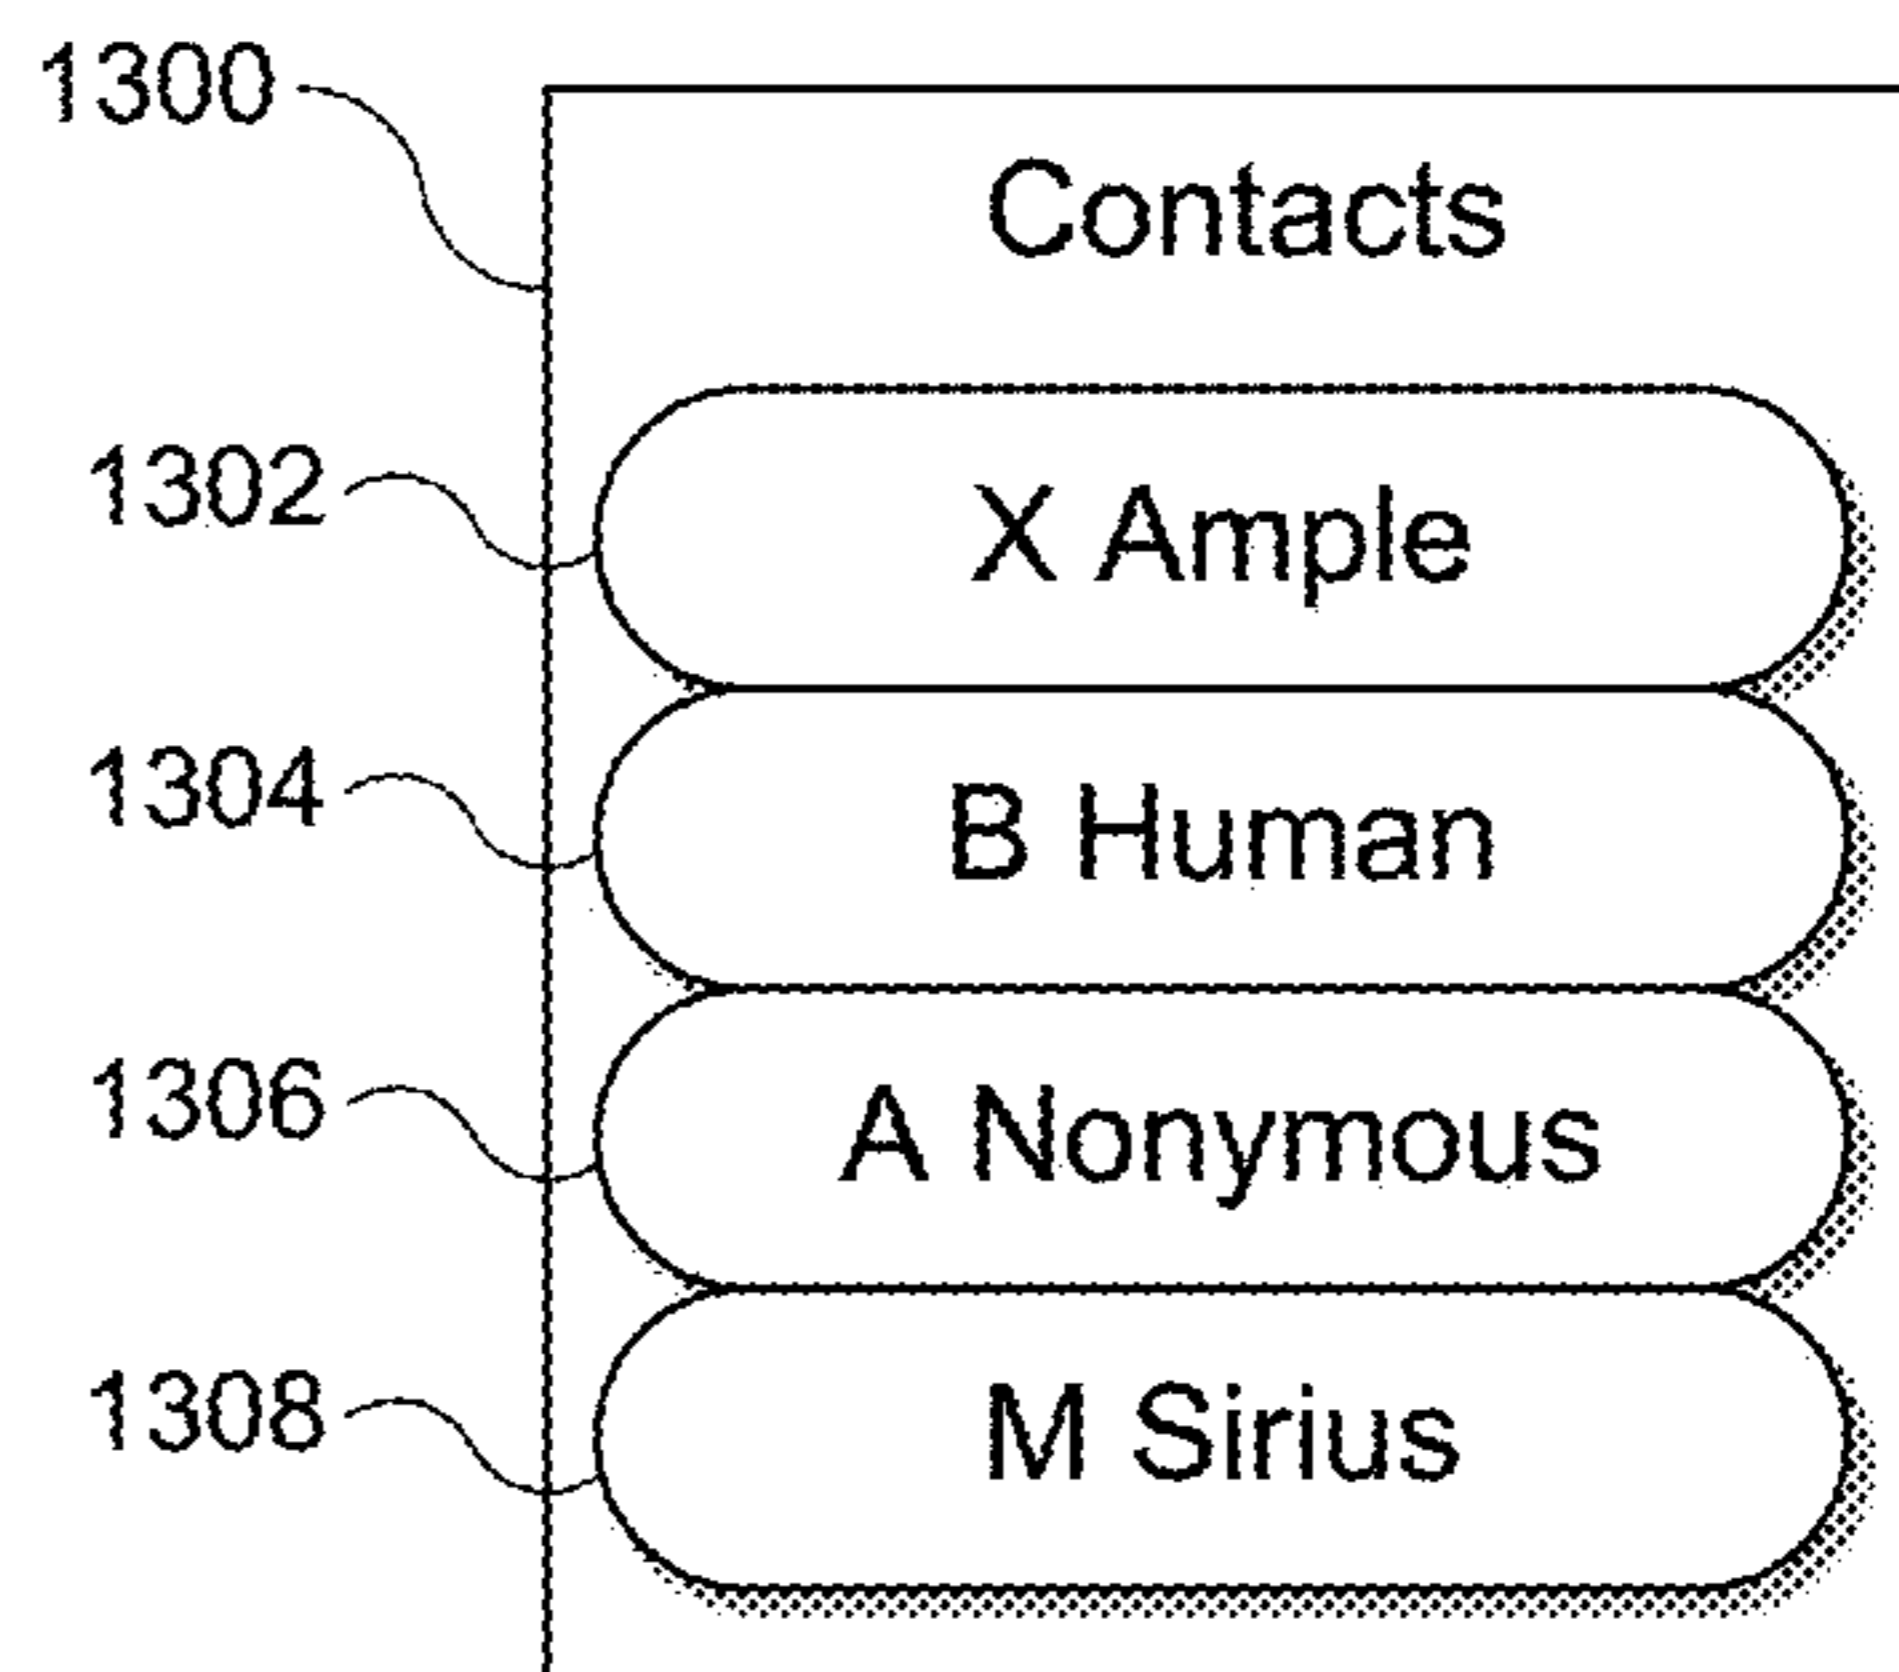 1300
Contacts
1302
X Ample
1304
B Human
1306
A Nonymous
1308
M Sirius